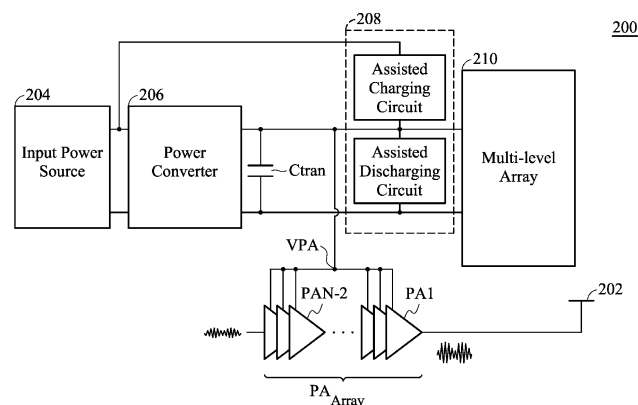 200
208
204
206
210
Input Power
Source
Power
Converter
Ctran
Assisted
Charging
Circuit
Assisted
Discharging
Circuit
Multi-level
Array
VPA
PAN-2
PA1
202
PAArray